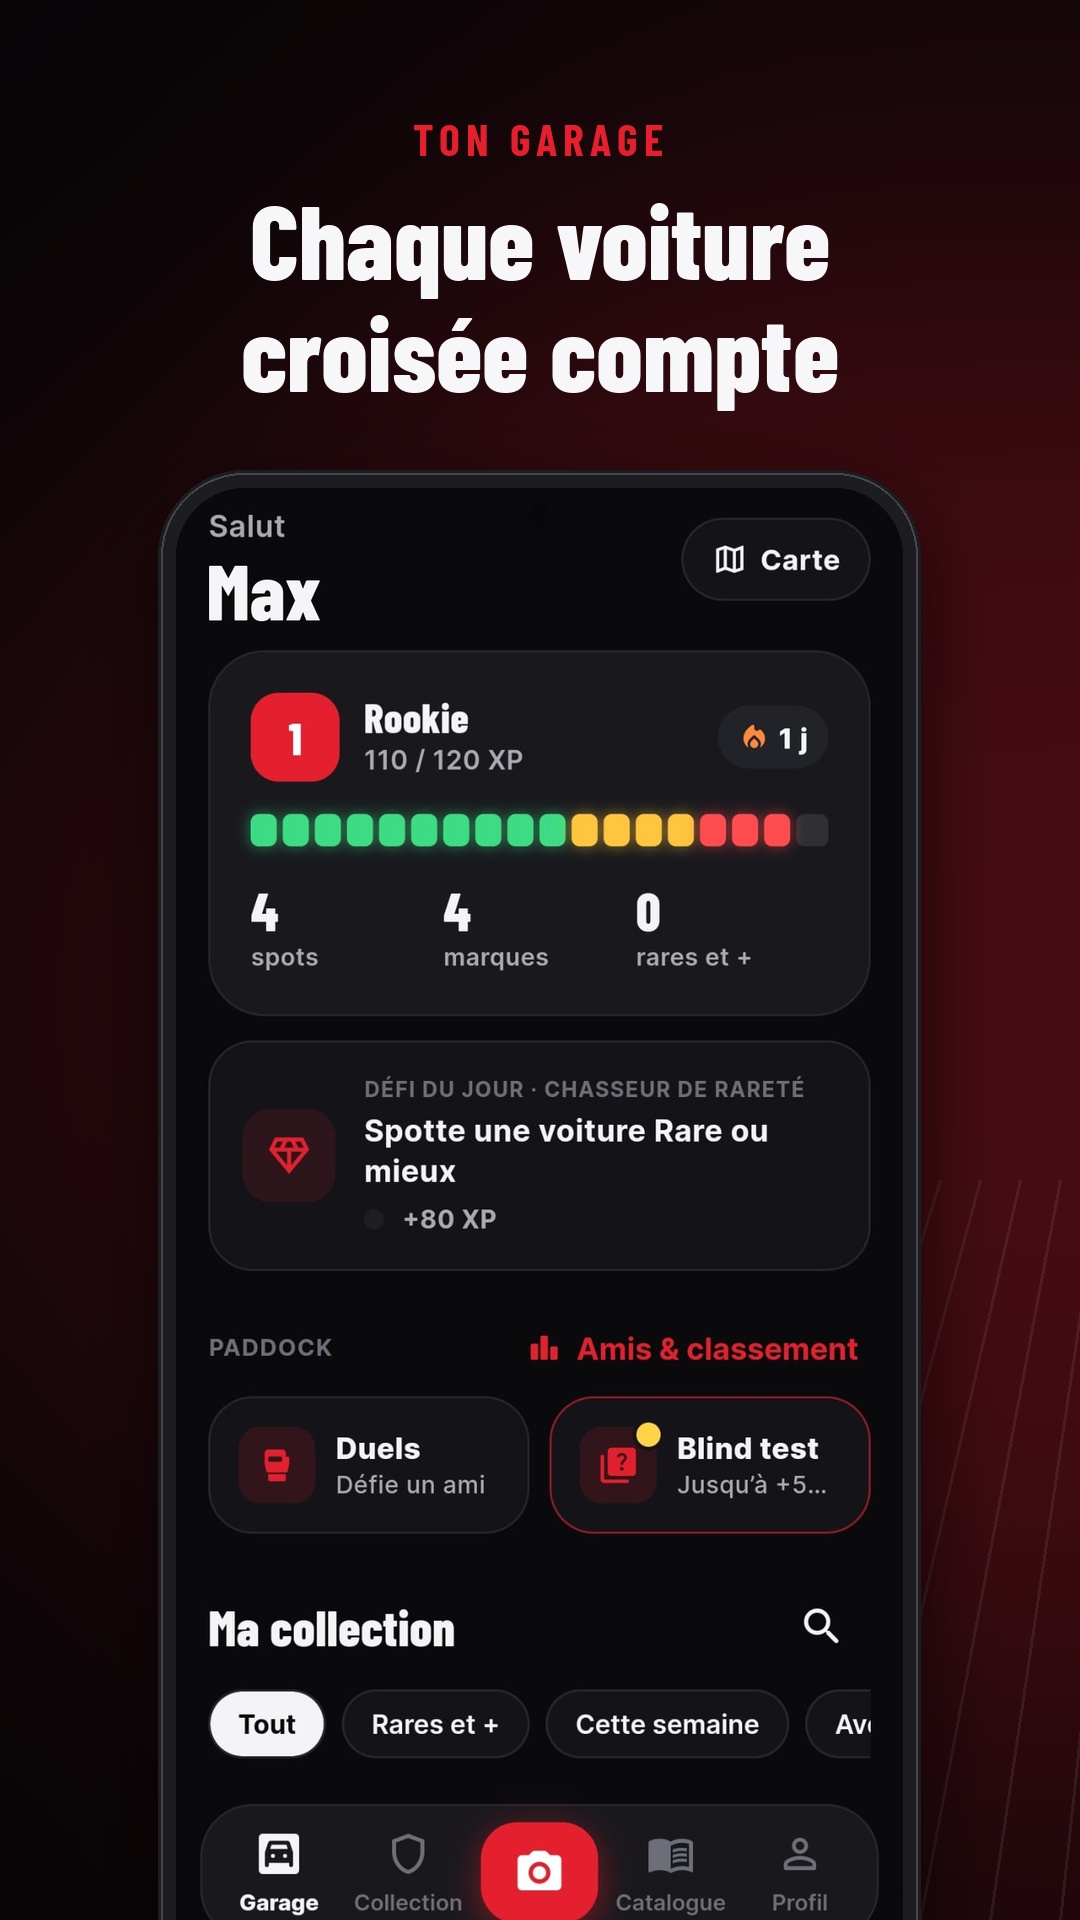 TON GARAGE
Chaque voiture
croisée compte
Salut
Max
Carte
1
Rookie
110 / 120 XP
1 j
4
spots
4
marques
0
rares et +
DÉFI DU JOUR · CHASSEUR DE RARETÉ
Spotte une voiture Rare ou
mieux
+80 XP
PADDOCK
Amis & classement
Duels
Défie un ami
?
Blind test
Jusqu’à +5...
Ma collection
Tout
Rares et +
Cette semaine
Garage
Collection
Catalogue
Profil